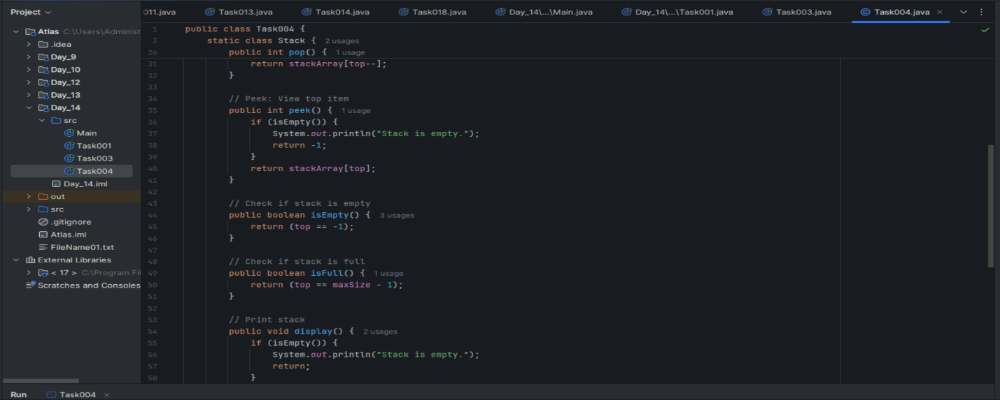 Project
011.java Task013.java Task014.java Task018.java Day_14\...\Main.java Day_14\...\Task001.java Task003.java Task004.java
Atlas C:\Users\Administ
.idea
Day_9
Day_10
Day_12
Day_13
Day_14
src
Main
Task001
Task003
Task004
Day_14.iml
out
src
.gitignore
Atlas.iml
FileName01.txt
External Libraries
< 17 > C:\Program Fil
Scratches and Consoles
1 public class Task004 {
3 static class Stack { 2 usages
26 public int pop() { 1 usage
31 return stackArray[top--];
32 }
33
34 // Peek: View top item
35 public int peek() { 1 usage
36 if (isEmpty()) {
37 System.out.println("Stack is empty.");
38 return -1;
39 }
40 return stackArray[top];
41 }
42
43 // Check if stack is empty
44 public boolean isEmpty() { 3 usages
45 return (top == -1);
46 }
47
48 // Check if stack is full
49 public boolean isFull() { 1 usage
50 return (top == maxSize - 1);
51 }
52
53 // Print stack
54 public void display() { 2 usages
55 if (isEmpty()) {
56 System.out.println("Stack is empty.");
57 return;
58 }
Run Task004